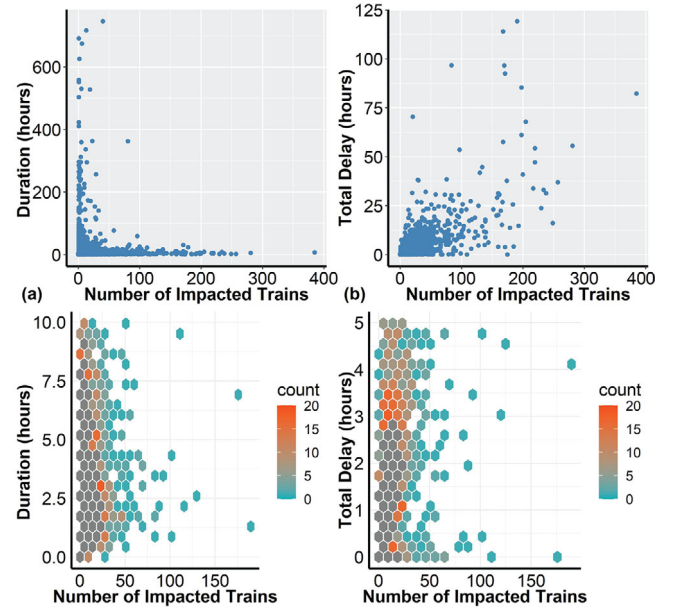 Duration (hours)
600
400
200
0
0 100 200 300 400
(a) Number of Impacted Trains
Total Delay (hours)
125
100
75
50
25
0
0 100 200 300 400
(b) Number of Impacted Trains
Duration (hours)
10.0
7.5
5.0
2.5
0.0
0 50 100 150
Number of Impacted Trains
count
20
15
10
5
0
Total Delay (hours)
5
4
3
2
1
0
0 50 100 150
Number of Impacted Trains
count
20
15
10
5
0